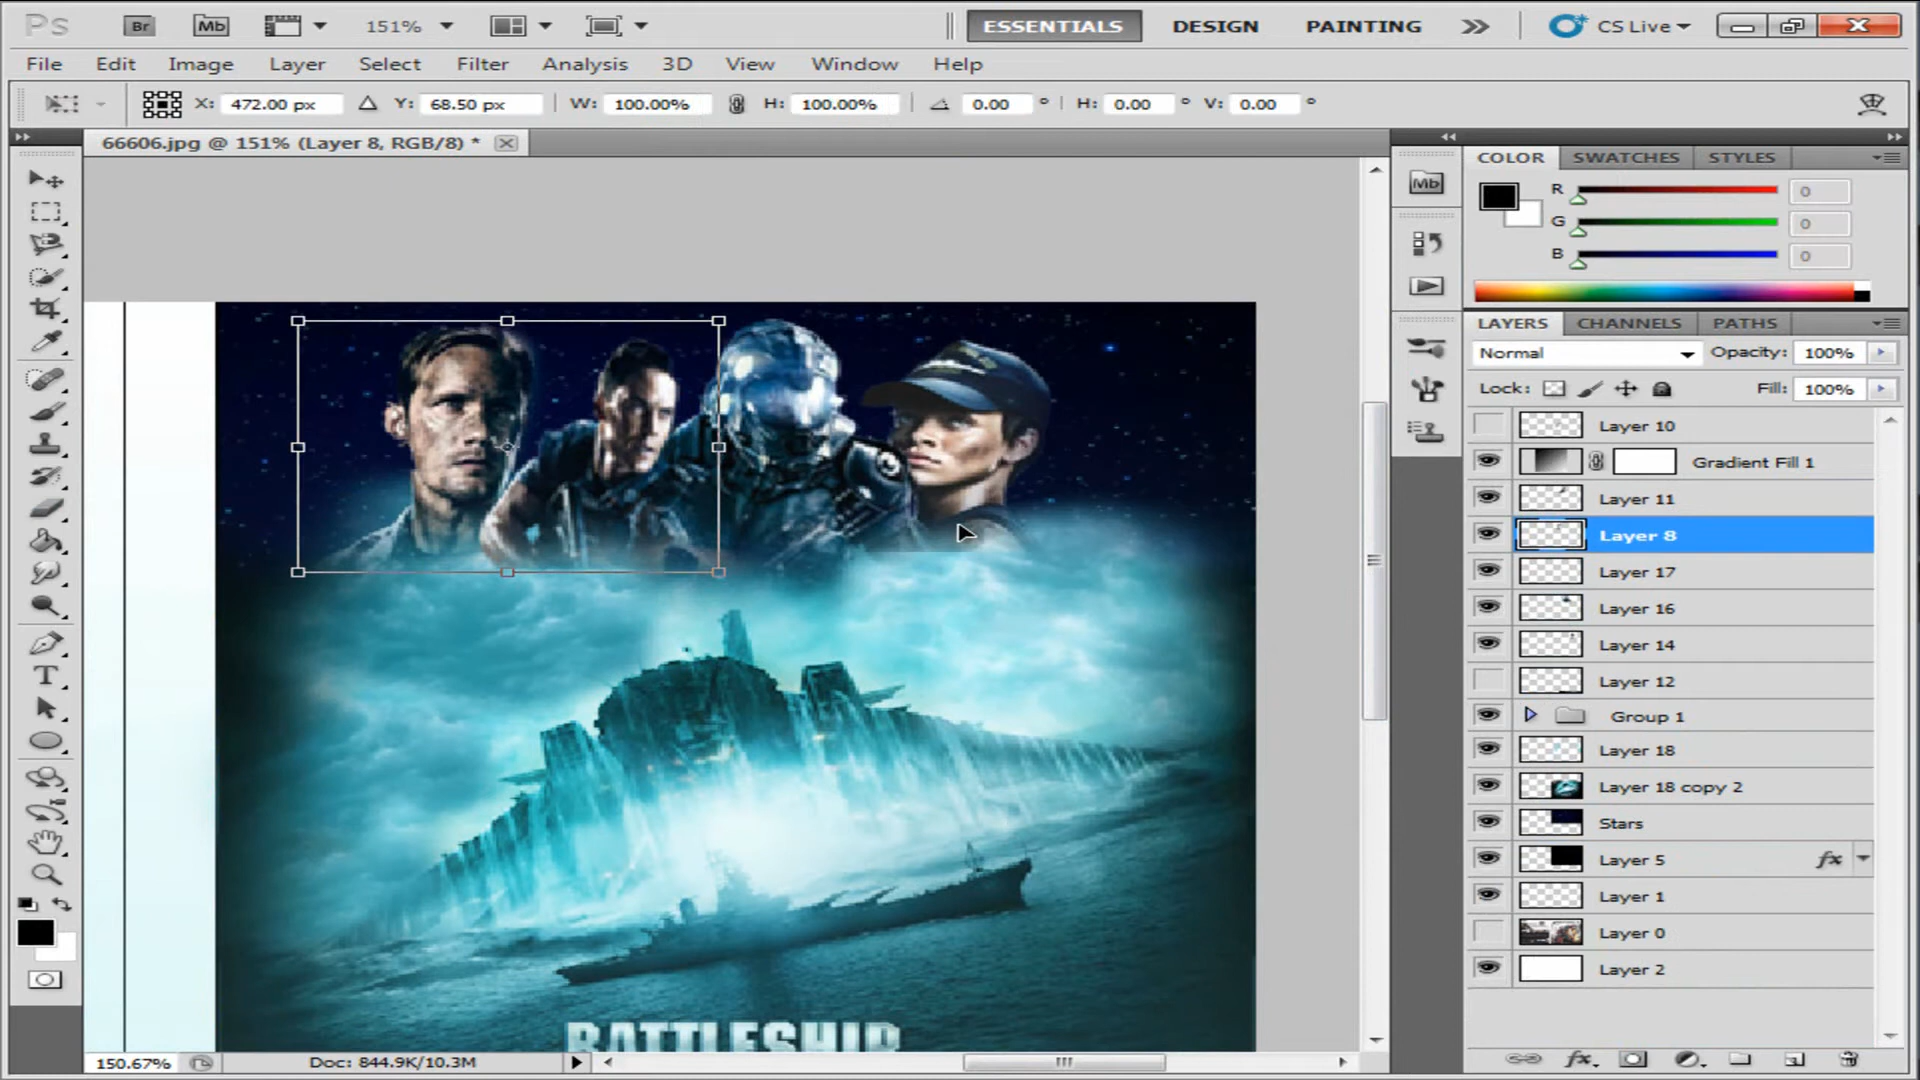 Ps Br Mb 151% ESSENTIALS DESIGN PAINTING CS Live
File Edit Image Layer Select Filter Analysis 3D View Window Help
X: 472.00 px Y: 68.50 px W: 100.00% H: 100.00% 0.00 ° H: 0.00 ° V: 0.00 °
66606.jpg @ 151% (Layer 8, RGB/8) *
COLOR SWATCHES STYLES
Mb
R 0
G 0
B 0
LAYERS CHANNELS PATHS
Normal Opacity: 100%
Lock: Fill: 100%
Layer 10
Gradient Fill 1
Layer 11
Layer 8
Layer 17
Layer 16
Layer 14
Layer 12
Group 1
Layer 18
Layer 18 copy 2
Stars
Layer 5 fx
Layer 1
Layer 0
Layer 2
T
BATTLESHIP
150.67% Doc: 844.9K/10.3M
fx